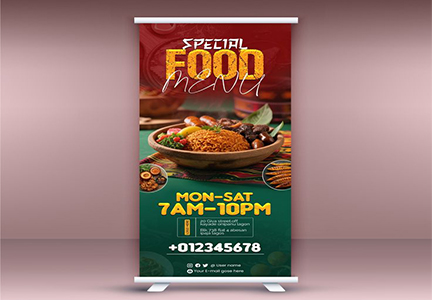 SPECIAL
FOOD
MENU
MON-SAT
7AM-10PM
+012345678
@ User name
Your E-mail goes here